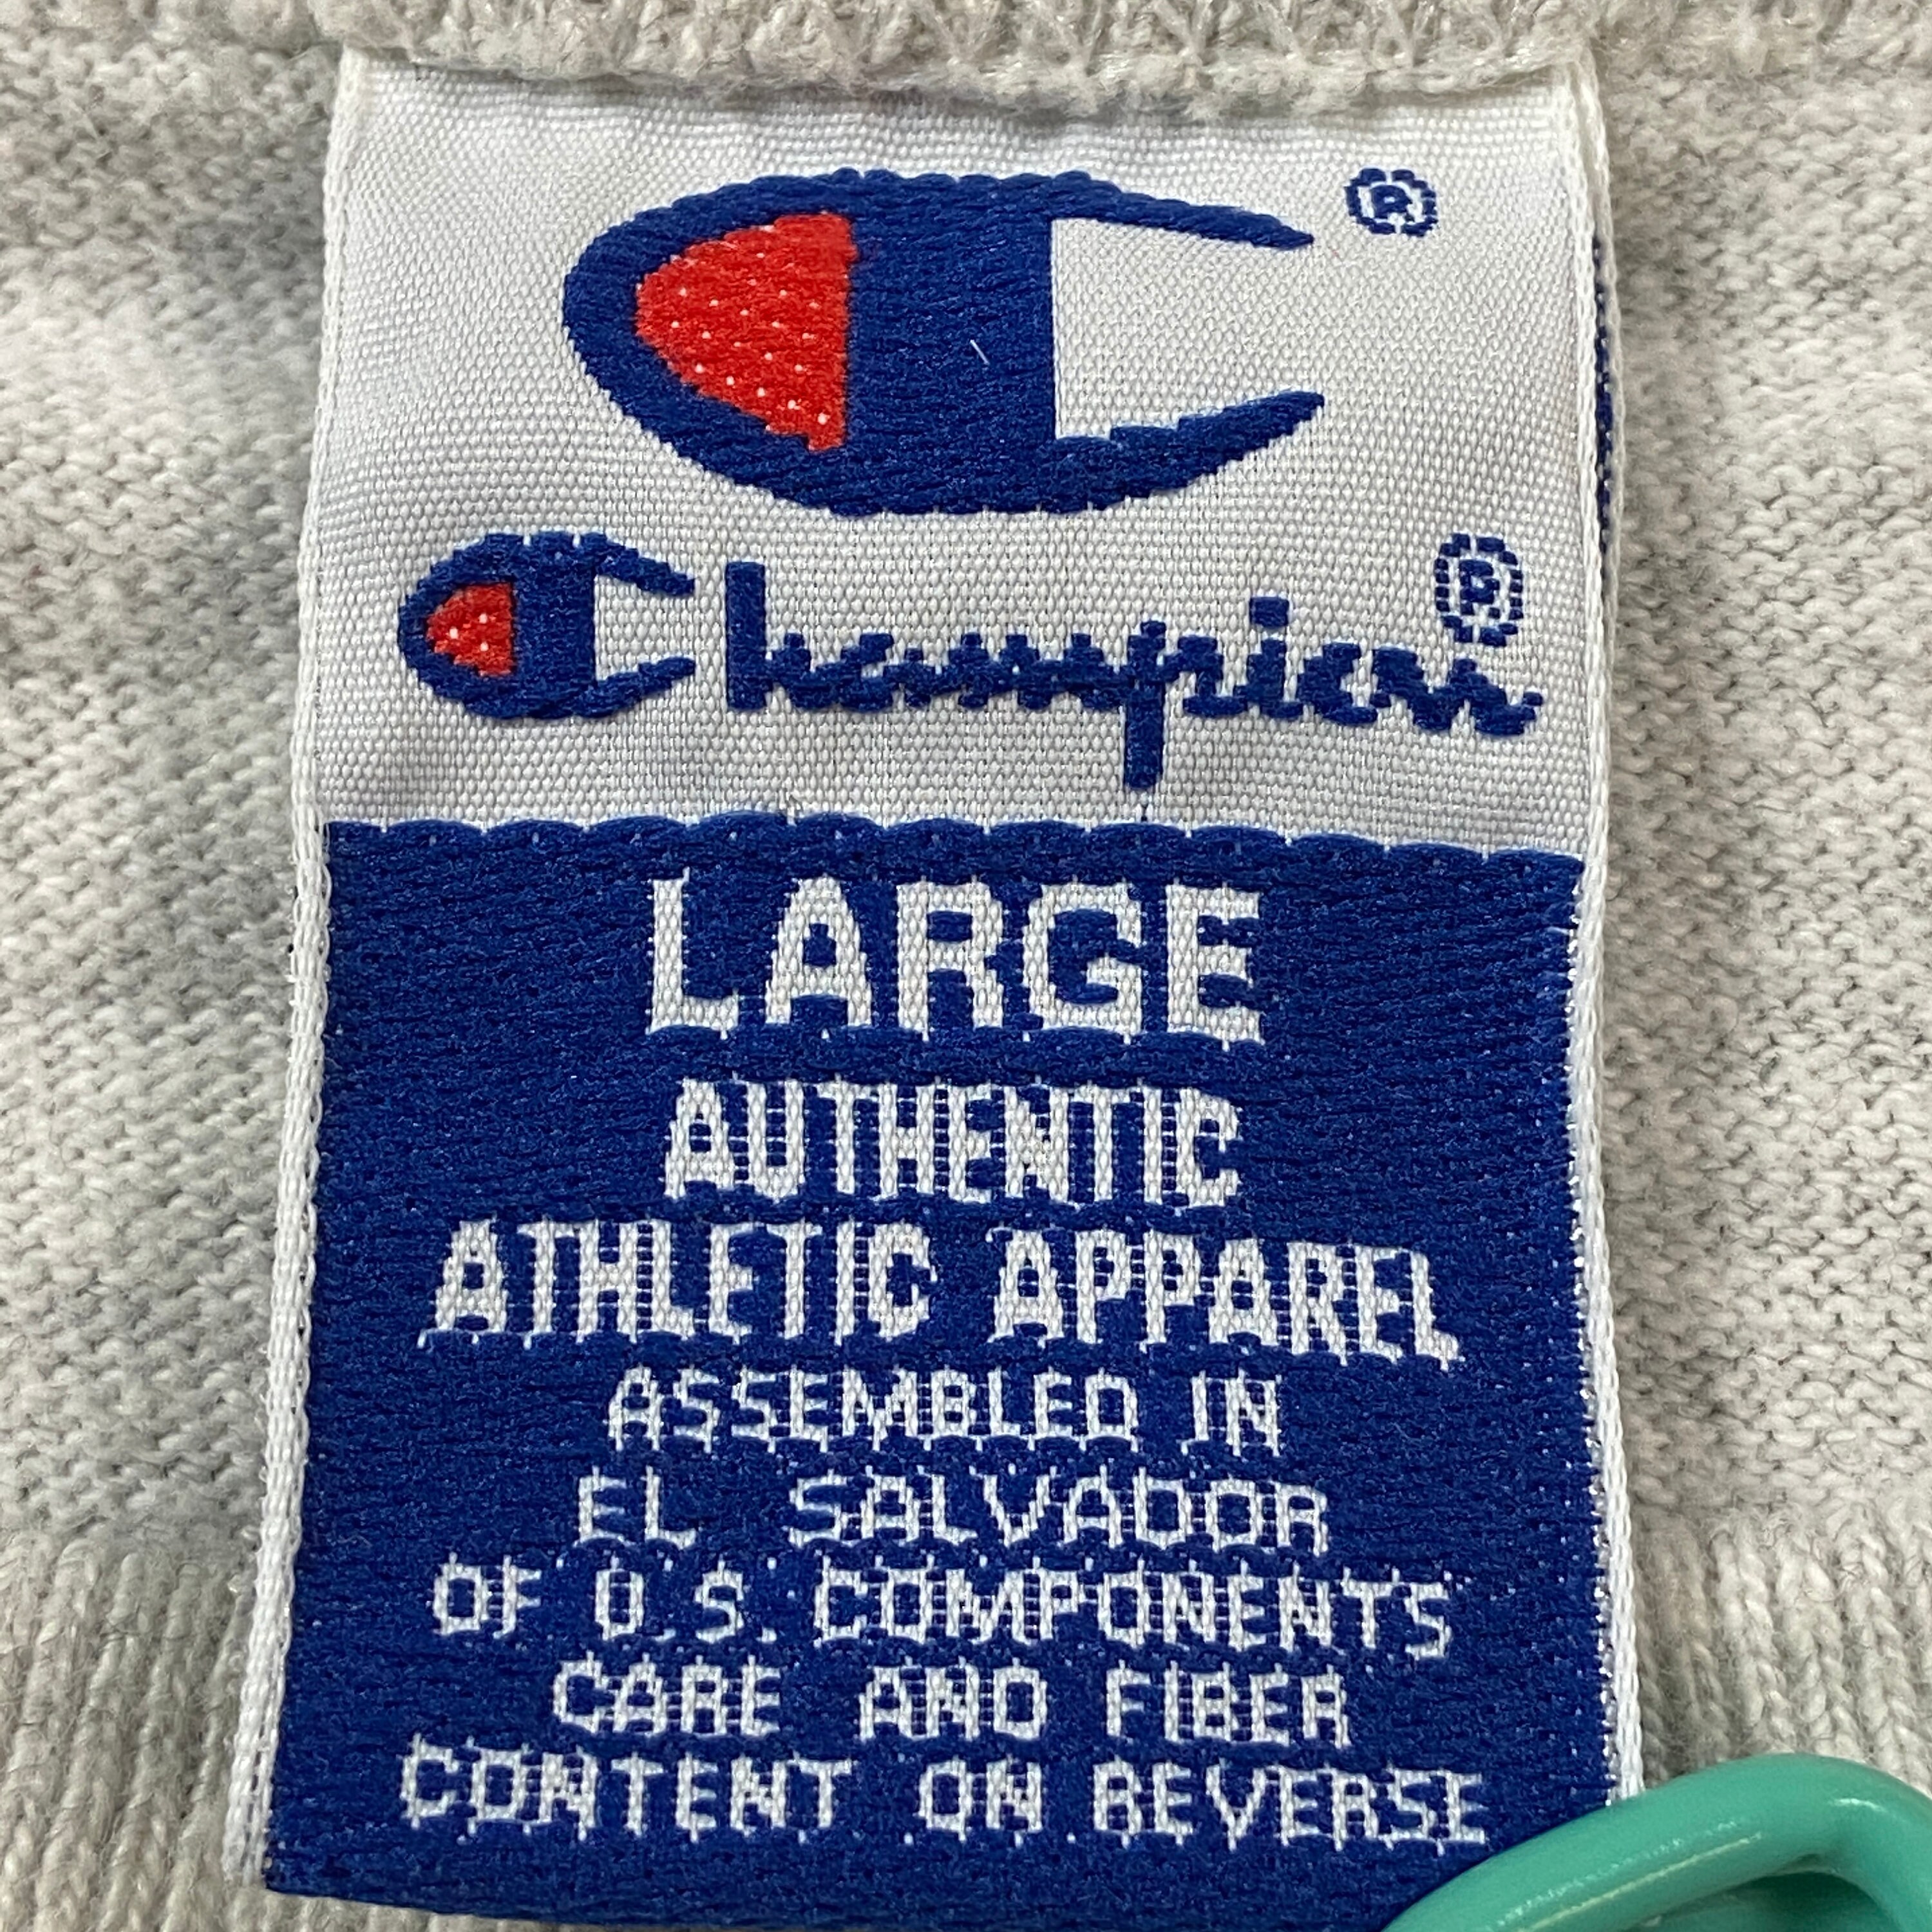 ®
Champion®
LARGE
AUTHENTIC
ATHLETIC APPAREL
ASSEMBLED IN
EL SALVADOR
OF U.S. COMPONENTS
CARE AND FIBER
CONTENT ON REVERSE